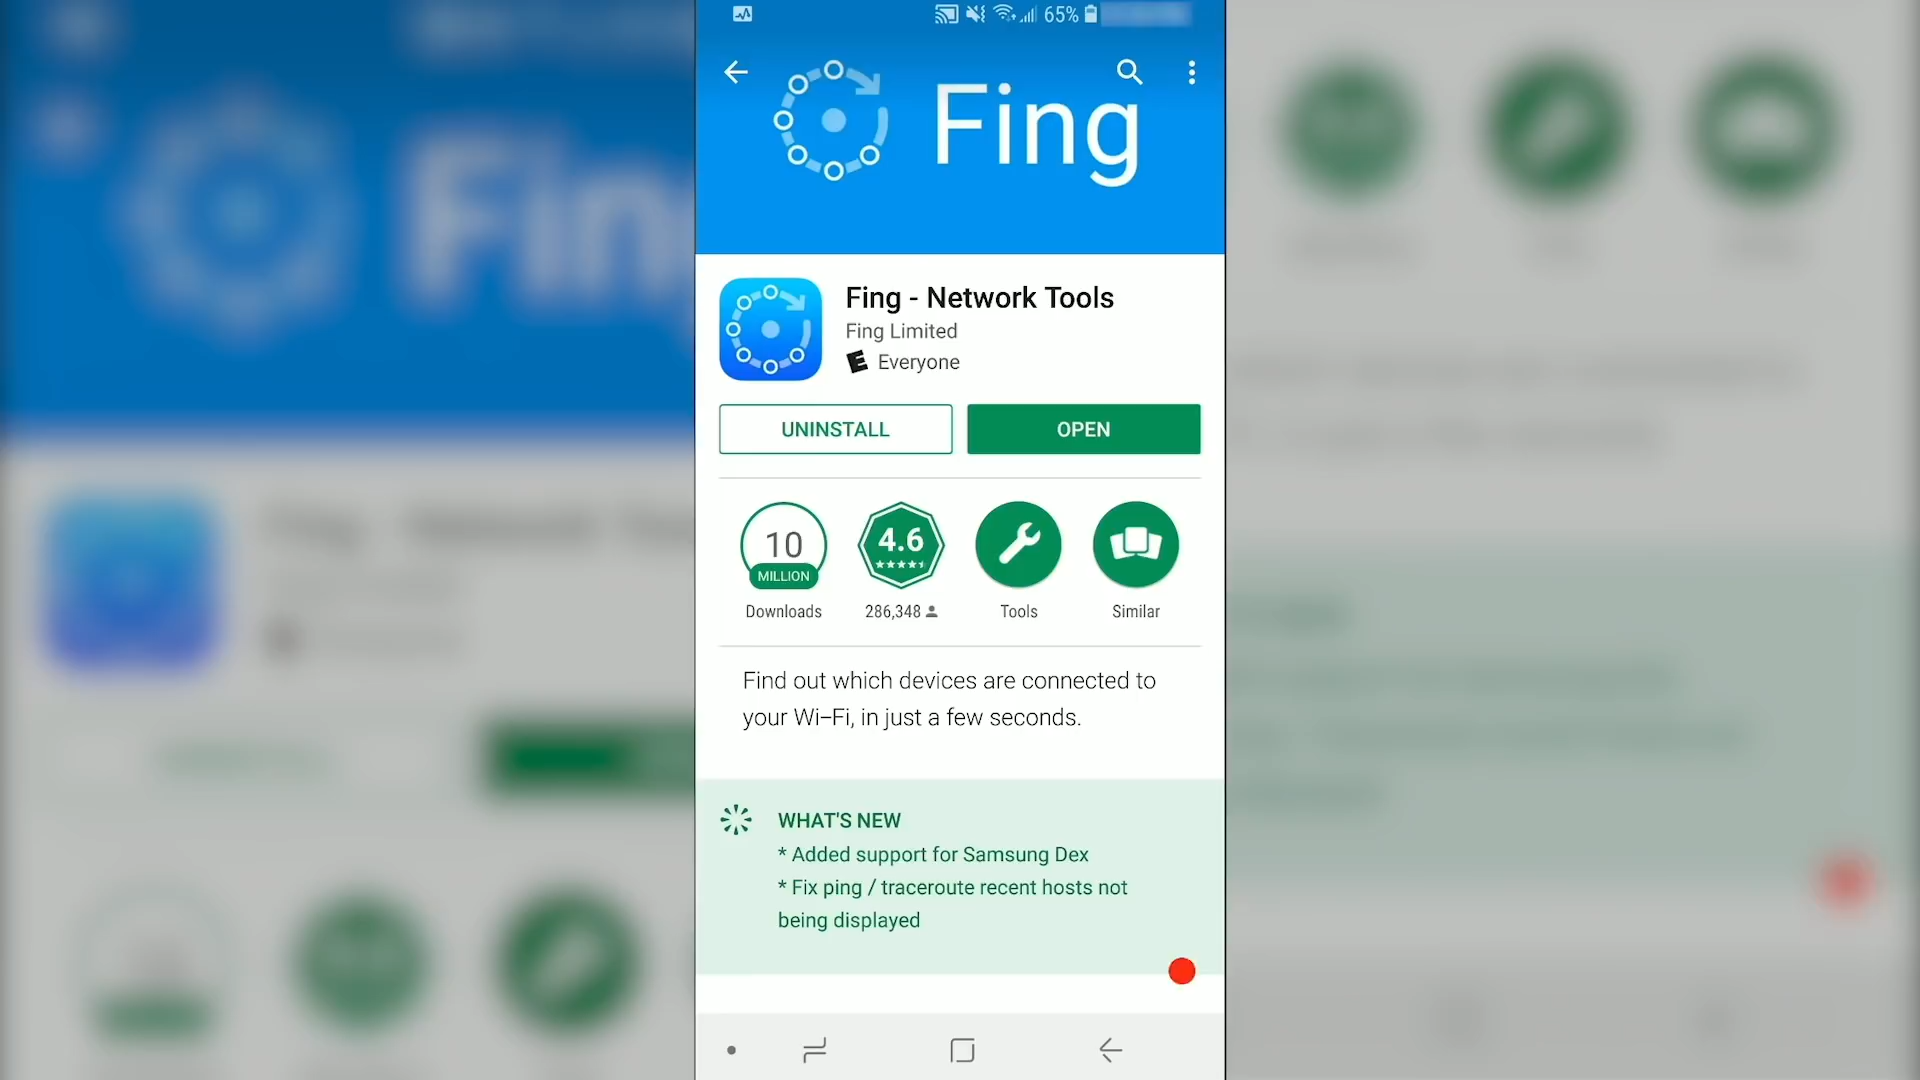 65%
Fing
Fing - Network Tools
Fing Limited
Everyone
UNINSTALL
OPEN
10
MILLION
4.6
Downloads
286,348
Tools
Similar
Find out which devices are connected to
your Wi-Fi, in just a few seconds.
WHAT'S NEW
* Added support for Samsung Dex
* Fix ping / traceroute recent hosts not
being displayed